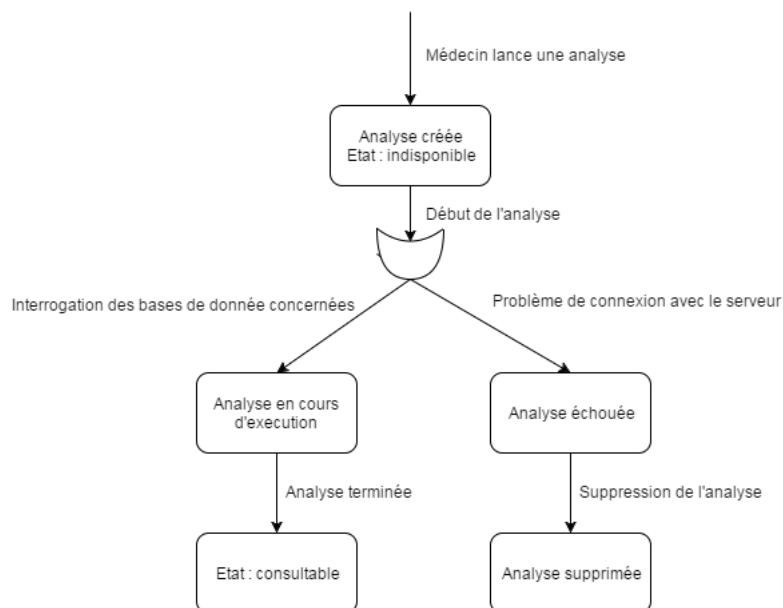 Médecin lance une analyse
Analyse créée
Etat : indisponible
Début de l'analyse
Interrogation des bases de donnée concernées
Problème de connexion avec le serveur
Analyse en cours
d'execution
Analyse échouée
Analyse terminée
Suppression de l'analyse
Etat : consultable
Analyse supprimée